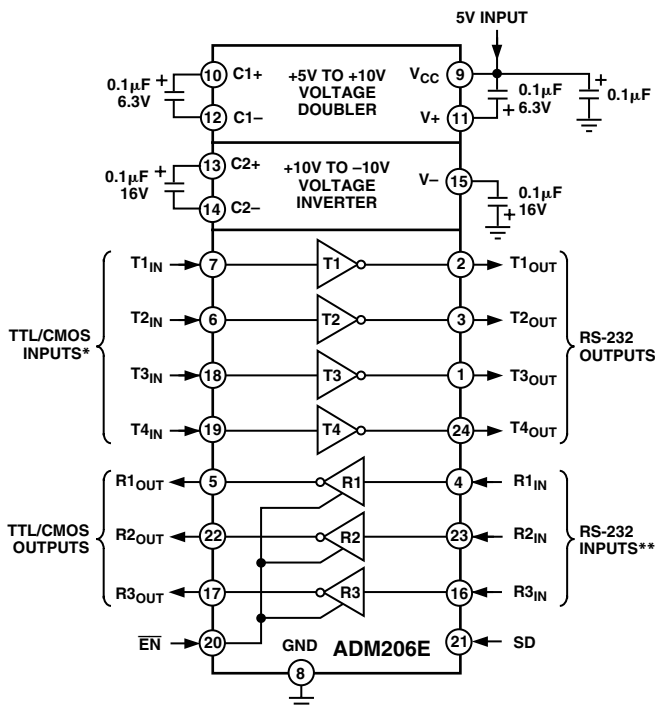 5V INPUT
0.1µF
6.3V
+
10
C1+
12
C1–
+5V TO +10V
VOLTAGE
DOUBLER
VCC
9
V+
11
+
0.1µF
6.3V
+
0.1µF
0.1µF
16V
+
13
C2+
14
C2–
+10V TO –10V
VOLTAGE
INVERTER
V–
15
+
0.1µF
16V
TTL/CMOS
INPUTS*
T1IN
7
T1
2
T1OUT
T2IN
6
T2
3
T2OUT
T3IN
18
T3
1
T3OUT
T4IN
19
T4
24
T4OUT
RS-232
OUTPUTS
TTL/CMOS
OUTPUTS
R1OUT
5
R1
4
R1IN
R2OUT
22
R2
23
R2IN
R3OUT
17
R3
16
R3IN
RS-232
INPUTS**
EN
20
GND
8
ADM206E
21
SD